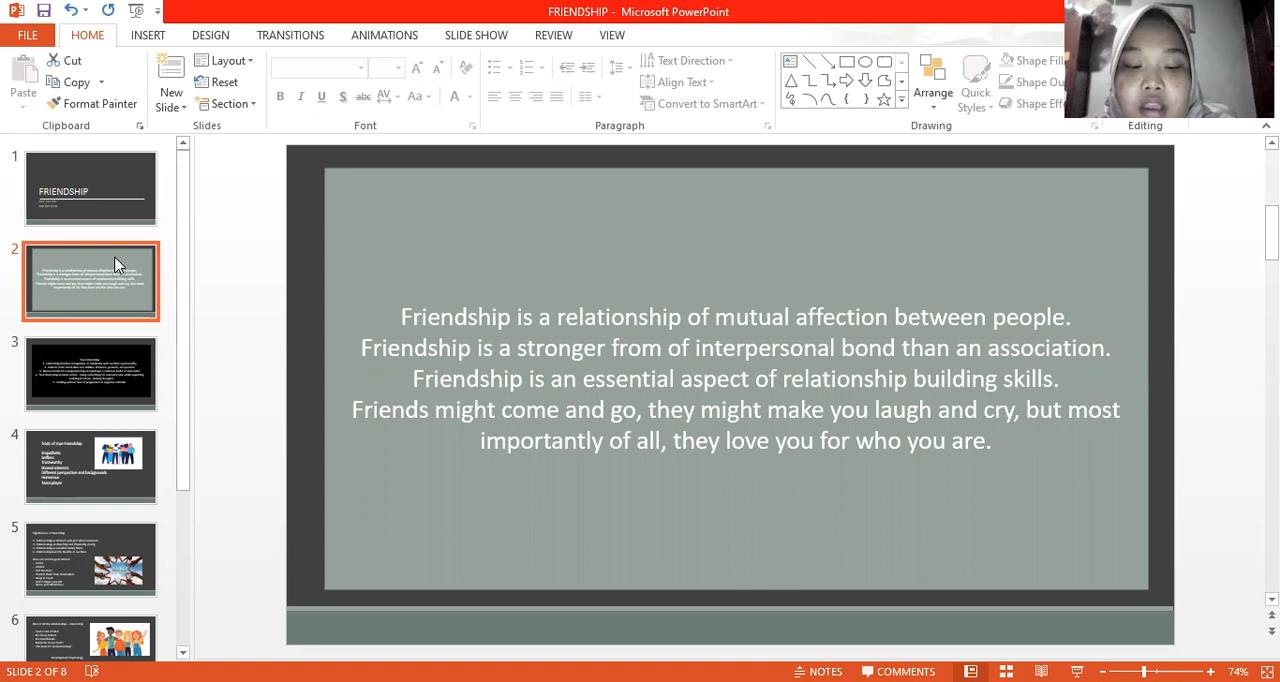 FRIENDSHIP - Microsoft PowerPoint
FILE HOME INSERT DESIGN TRANSITIONS ANIMATIONS SLIDE SHOW REVIEW VIEW
Paste
Cut
Copy
Format Painter
Clipboard
New
Slide
Layout
Reset
Section
Slides
B I U S abc AV Aa A
Font
Text Direction
Align Text
Convert to SmartArt
Paragraph
Arrange
Quick
Styles
Shape Fill
Shape Ou
Shape Effe
Drawing
Editing
1
FRIENDSHIP
2
3
4
5
6
Friendship is a relationship of mutual affection between people.
Friendship is a stronger from of interpersonal bond than an association.
Friendship is an essential aspect of relationship building skills.
Friends might come and go, they might make you laugh and cry, but most
importantly of all, they love you for who you are.
SLIDE 2 OF 8
NOTES
COMMENTS
74%